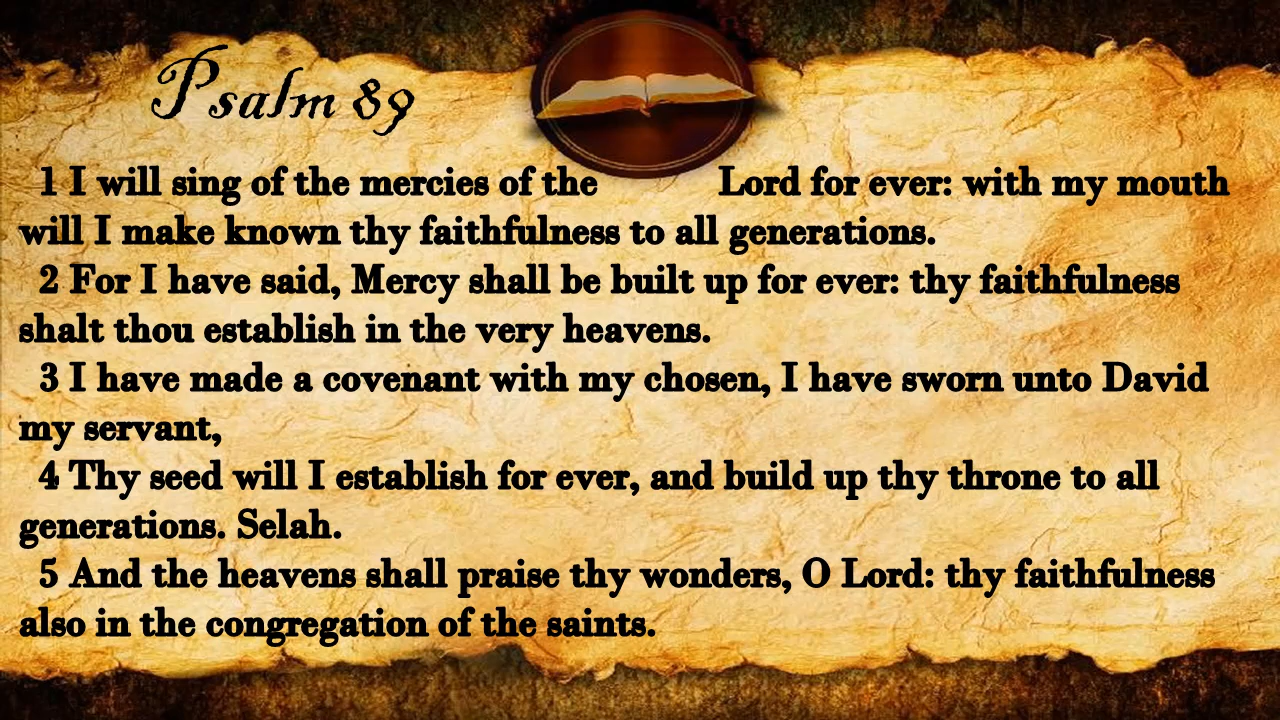 Psalm 89
1 I will sing of the mercies of the Lord for ever: with my mouth
will I make known thy faithfulness to all generations.
2 For I have said, Mercy shall be built up for ever: thy faithfulness
shalt thou establish in the very heavens.
3 I have made a covenant with my chosen, I have sworn unto David
my servant,
4 Thy seed will I establish for ever, and build up thy throne to all
generations. Selah.
5 And the heavens shall praise thy wonders, O Lord: thy faithfulness
also in the congregation of the saints.